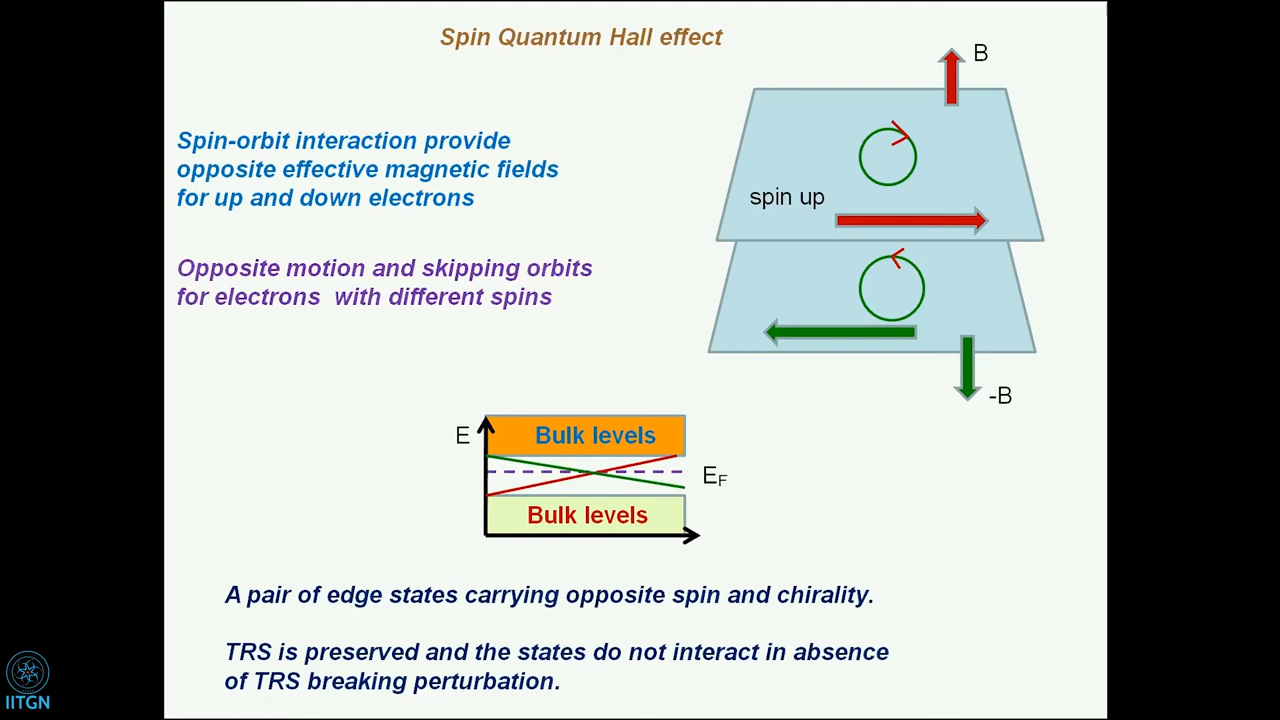 Spin Quantum Hall effect
B
Spin-orbit interaction provide
opposite effective magnetic fields
for up and down electrons
spin up
Opposite motion and skipping orbits
for electrons with different spins
-B
E
Bulk levels
E_F
Bulk levels
A pair of edge states carrying opposite spin and chirality.
TRS is preserved and the states do not interact in absence
of TRS breaking perturbation.
IITGN